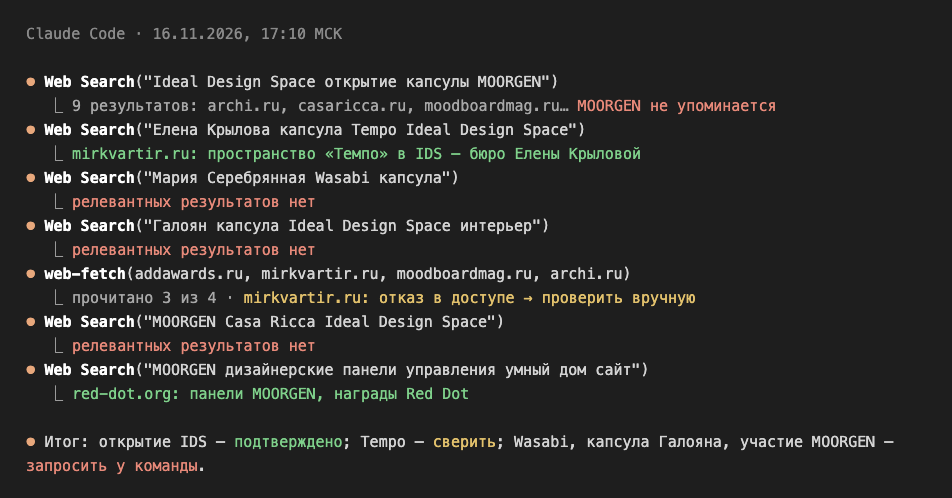 Claude Code · 16.11.2026, 17:10 МСК
● Web Search("Ideal Design Space открытие капсулы MOORGEN")
⎿ 9 результатов: archi.ru, casaricca.ru, moodboardmag.ru… MOORGEN не упоминается
● Web Search("Елена Крылова капсула Tempo Ideal Design Space")
⎿ mirkvartir.ru: пространство «Темпо» в IDS — бюро Елены Крыловой
● Web Search("Мария Серебрянная Wasabi капсула")
⎿ релевантных результатов нет
● Web Search("Галоян капсула Ideal Design Space интерьер")
⎿ релевантных результатов нет
● web-fetch(addawards.ru, mirkvartir.ru, moodboardmag.ru, archi.ru)
⎿ прочитано 3 из 4 · mirkvartir.ru: отказ в доступе → проверить вручную
● Web Search("MOORGEN Casa Ricca Ideal Design Space")
⎿ релевантных результатов нет
● Web Search("MOORGEN дизайнерские панели управления умный дом сайт")
⎿ red-dot.org: панели MOORGEN, награды Red Dot
● Итог: открытие IDS — подтверждено; Tempo — сверить; Wasabi, капсула Галояна, участие MOORGEN —
запросить у команды.